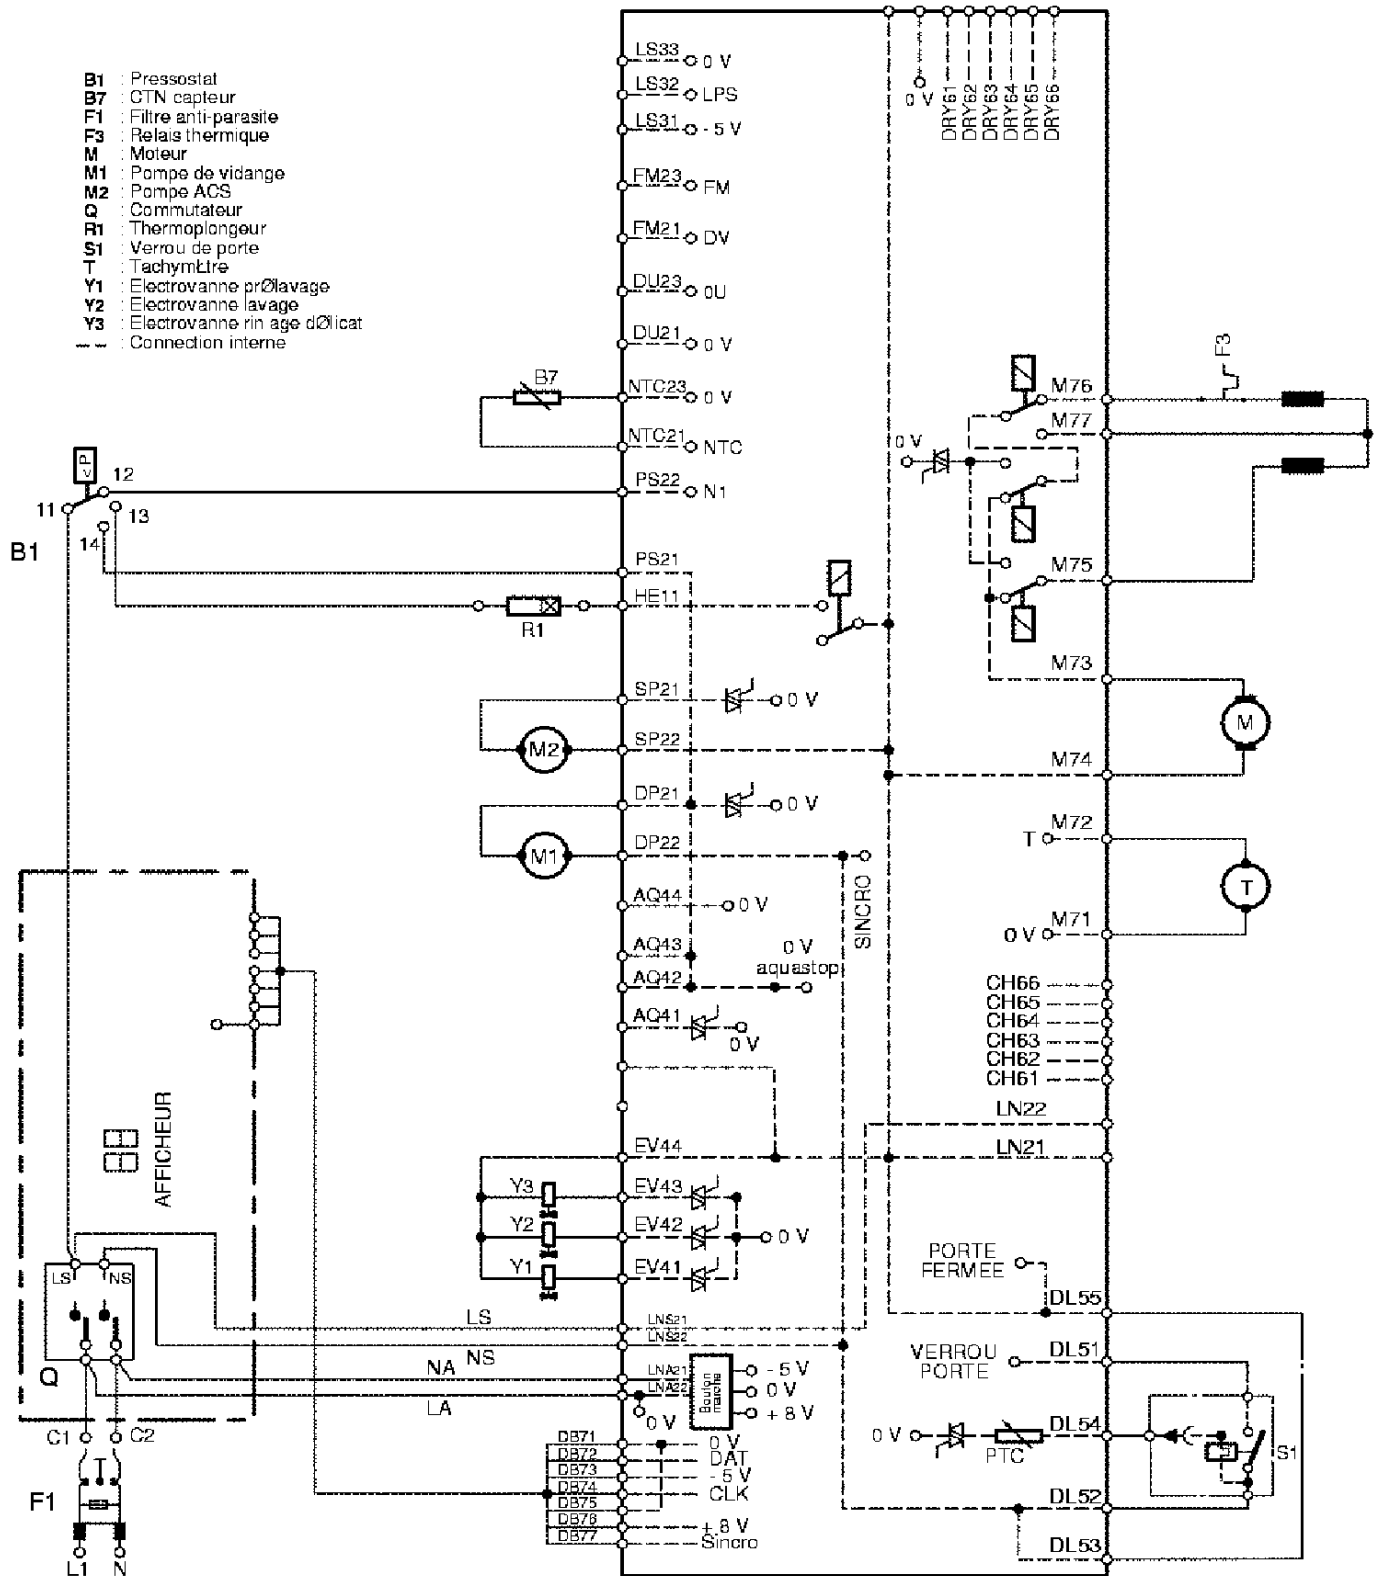 B1 : Pressostat
B7 : CTN capteur
F1 : Filtre anti-parasite
F3 : Relais thermique
M : Moteur
M1 : Pompe de vidange
M2 : Pompe ACS
Q : Commutateur
R1 : Thermoplongeur
S1 : Verrou de porte
T : TachymŁtre
Y1 : Electrovanne prØlavage
Y2 : Electrovanne lavage
Y3 : Electrovanne rin age dØlicat
— — : Connection interne
LS33 0 V
LS32 LPS
LS31 - 5 V
FM23 FM
FM21 DV
DU23 0U
DU21 0 V
B7
NTC23 0 V
NTC21 NTC
PS22 N1
PS21
HE11
R1
<P
12
11
13
14
B1
0 V
DRY61
DRY62
DRY63
DRY64
DRY65
DRY66
F3
M76
M77
0 V
M75
M73
M
M74
M72
T
T
M71
0 V
SP21 0 V
M2
SP22
DP21 0 V
M1
DP22
SINCRO
AQ44 0 V
AQ43
0 V
aquastop
AQ42
AQ41
0 V
CH66
CH65
CH64
CH63
CH62
CH61
LN22
LN21
EV44
Y3 EV43
Y2 EV42 0 V
Y1 EV41
AFFICHEUR
LS NS
Q
LS LNS21
NS LNS22
NA LNA21
LA LNA22
Bouton
marche
- 5 V
0 V
+ 8 V
0 V
C1 C2
F1
L1 N
DB71 0 V
DB72 DAT
DB73 - 5 V
DB74 CLK
DB75
DB76 + 8 V
DB77 Sincro
PORTE
FERMEE
DL55
VERROU
PORTE
DL51
0 V
PTC
DL54
S1
DL52
DL53